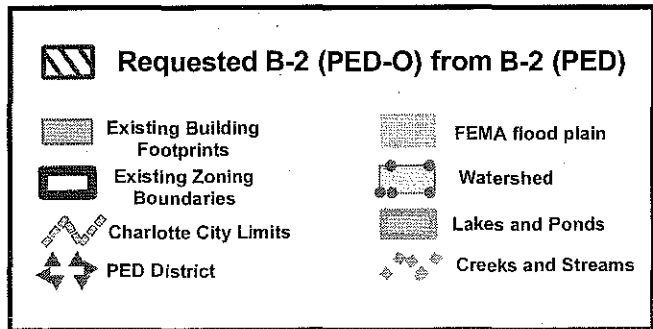 Requested B-2 (PED-O) from B-2 (PED)
Existing Building
Footprints
Existing Zoning
Boundaries
Charlotte City Limits
PED District
FEMA flood plain
Watershed
Lakes and Ponds
Creeks and Streams